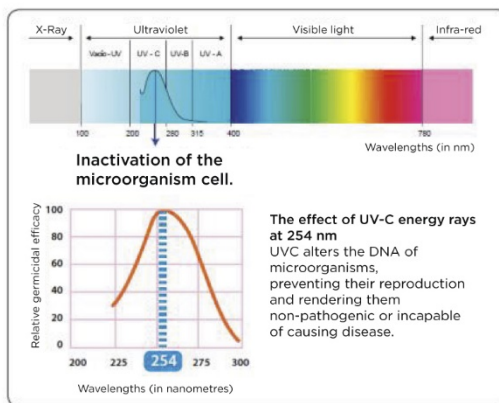 X-Ray Ultraviolet Visible light Infra-red
Vacio-UV UV - C UV-B UV - A
100 200 280 315 400 780
Wavelengths (in nm)
Inactivation of the
microorganism cell.
Relative germicidal efficacy
100
80
60
40
20
0
200 225 254 275 300
Wavelengths (in nanometres)
The effect of UV-C energy rays
at 254 nm
UVC alters the DNA of
microorganisms,
preventing their reproduction
and rendering them
non-pathogenic or incapable
of causing disease.